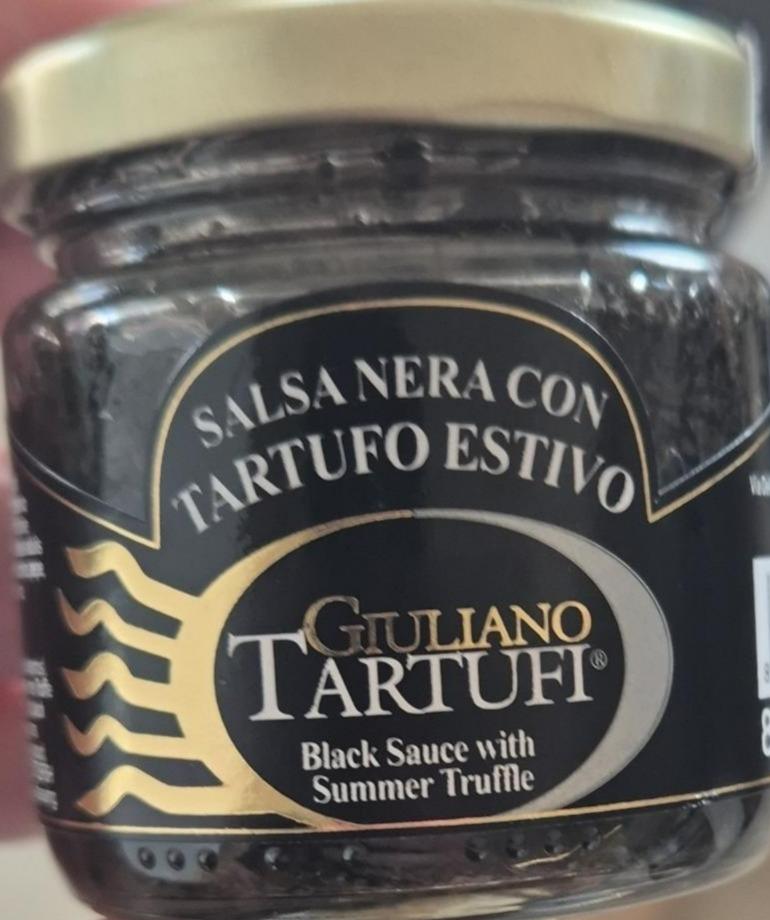 SALSA NERA CON
TARTUFO ESTIVO
GIULIANO
TARTUFI®
Black Sauce with
Summer Truffle